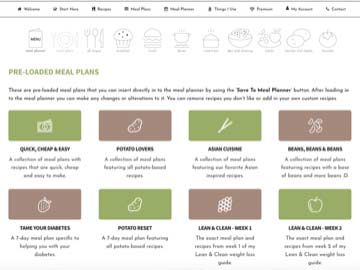 Welcome Start Here Recipes Meal Plans Meal Planner Things I Use Premium My Account Contact
MENU
PRE-LOADED MEAL PLANS
These are pre-loaded meal plans that you can insert directly in to the meal planner by using the 'Save To Meal Planner' button. After loading in
to the meal planner you can make any changes or alterations to it. You can remove recipes you don't like or add in your own custom recipes.
QUICK, CHEAP & EASY POTATO LOVERS ASIAN CUISINE BEANS, BEANS & BEANS
A collection of meal plans with A collection of meal plans A collection of meal plans A collection of meal plans
recipes that are quick, cheap featuring all potato-based featuring our favorite Asian featuring recipes with a base
and easy to make. recipes. inspired recipes. of beans and more beans :D.
TAME YOUR DIABETES POTATO RESET LEAN & CLEAN - WEEK 1 LEAN & CLEAN - WEEK 2
A 7-day meal plan specific to A 7-day meal plan featuring The exact meal plan and The exact meal plan and
helping you with your all potato-based recipes. recipes from week 1 of my recipes from week 2 of my
diabetes. Lean & Clean weight loss Lean & Clean weight loss
guide. guide.